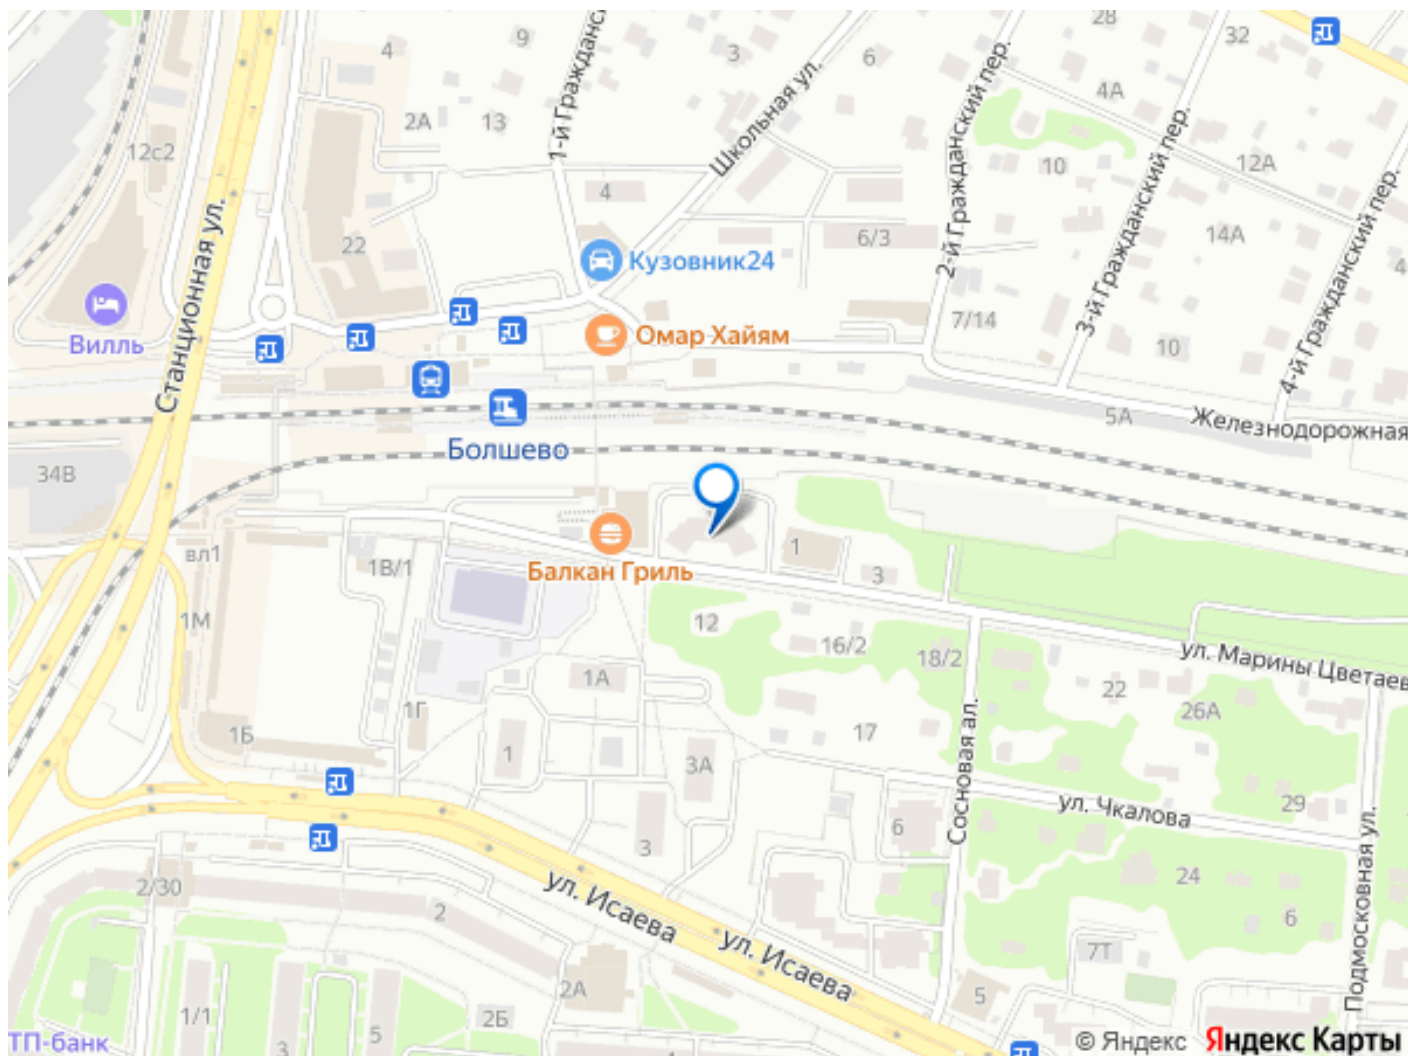 28
32
9
4
3
6
2-й Гражданский пер.
4А
3-й Гражданский пер.
1-й Гражданс
Школьная ул.
2А
13
12с2
10
12А
4-й Гражданский пер.
Станционная ул.
4
22
6/3
14А
4
Кузовник24
Вилль
Омар Хайям
7/14
10
5А
Железнодорожная
Болшево
34В
вл1
1В/1
Балкан Гриль
1
3
1М
12
16/2
18/2
ул. Марины Цветаев
1А
22
26А
1Г
1Б
17
1
3А
Сосновая ал.
ул. Чкалова
29
6
3
Подмосковная ул.
2/30
24
2
ул. Исаева
6
ул. Исаева
7Т
2А
5
1/1
2Б
5
3
4
ТП-банк
© Яндекс Яндекс Карты